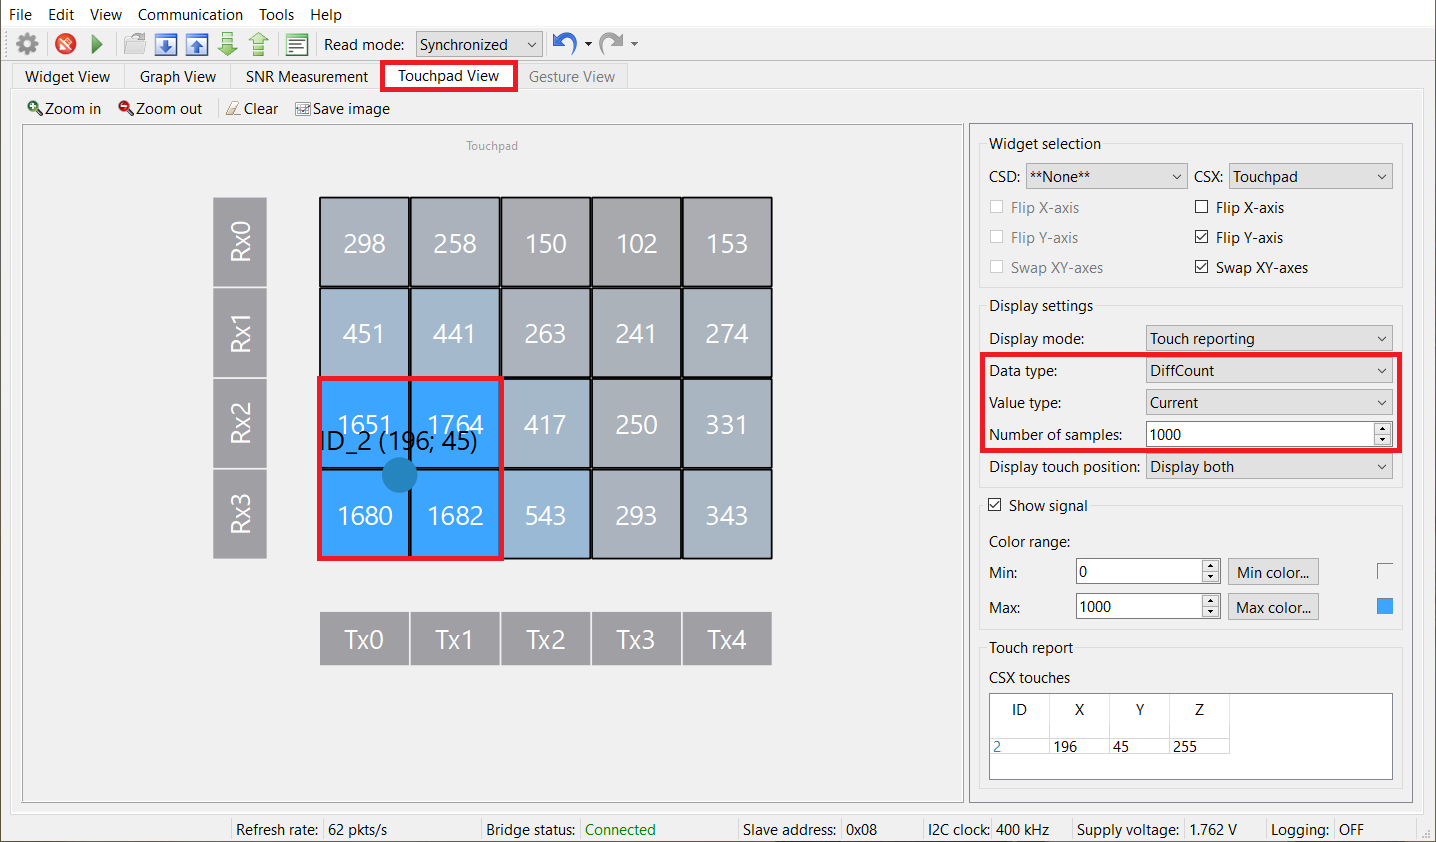 File Edit View Communication Tools Help
Read mode: Synchronized
Widget View Graph View SNR Measurement Touchpad View Gesture View
Zoom in Zoom out Clear Save image
Touchpad
Rx0 298 258 150 102 153
Rx1 451 441 263 241 274
Rx2 1651 1764 417 250 331
ID_2 (196; 45)
Rx3 1680 1682 543 293 343
Tx0 Tx1 Tx2 Tx3 Tx4
Widget selection
CSD: **None** CSX: Touchpad
Flip X-axis Flip X-axis
Flip Y-axis Flip Y-axis
Swap XY-axes Swap XY-axes
Display settings
Display mode: Touch reporting
Data type: DiffCount
Value type: Current
Number of samples: 1000
Display touch position: Display both
Show signal
Color range:
Min: 0 Min color...
Max: 1000 Max color...
Touch report
CSX touches
ID X Y Z
2 196 45 255
Refresh rate: 62 pkts/s Bridge status: Connected Slave address: 0x08 I2C clock: 400 kHz Supply voltage: 1.762 V Logging: OFF